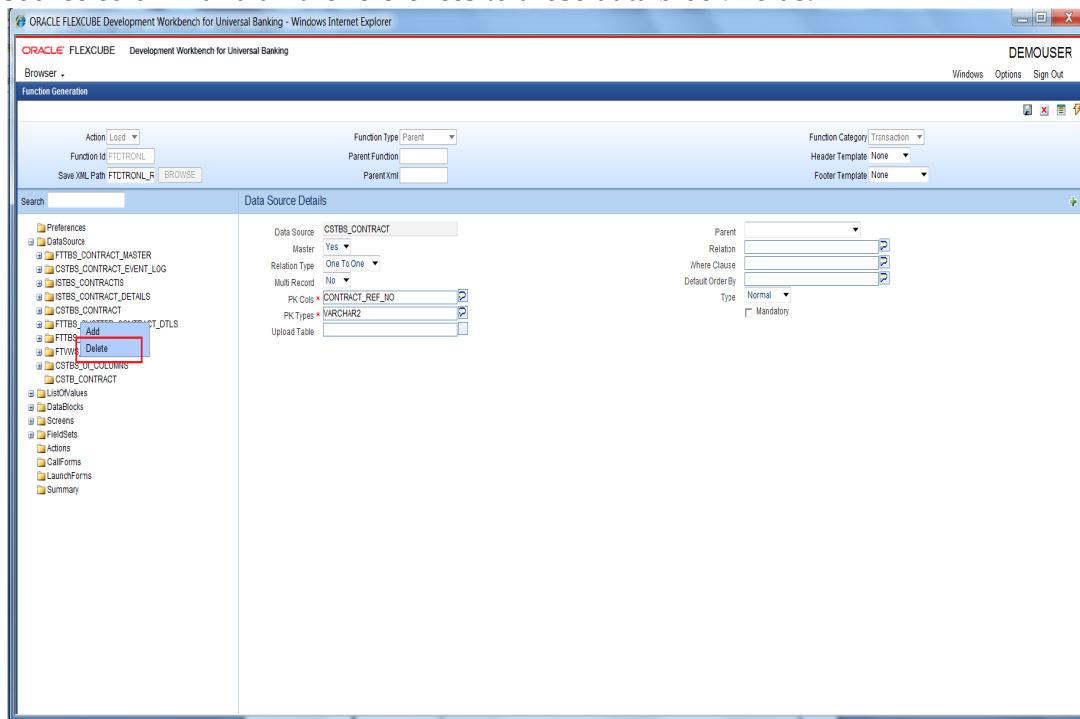 ORACLE FLEXCUBE Development Workbench for Universal Banking - Windows Internet Explorer
ORACLE FLEXCUBE Development Workbench for Universal Banking
DEMOUSER
Browser
Windows Options Sign Out
Function Generation
Action Load
Function Type Parent
Function Category Transaction
Function Id FTDTRONL
Parent Function
Header Template None
Save XML Path FTDTRONL_R BROWSE
Parent Xml
Footer Template None
Search
Data Source Details
Preferences
DataSource
FTTBS_CONTRACT_MASTER
CSTBS_CONTRACT_EVENT_LOG
ISTBS_CONTRACTIS
ISTBS_CONTRACT_DETAILS
CSTBS_CONTRACT
FTTBS_ CT_DTLS
FTTBS_
FTVWS
CSTBS_UI_COLUMNS
CSTB_CONTRACT
ListOfValues
DataBlocks
Screens
FieldSets
Actions
CallForms
LaunchForms
Summary
Add
Delete
Data Source CSTBS_CONTRACT
Master Yes
Relation Type One To One
Multi Record No
PK Cols * CONTRACT_REF_NO
PK Types * VARCHAR2
Upload Table
Parent
Relation
Where Clause
Default Order By
Type Normal
Mandatory